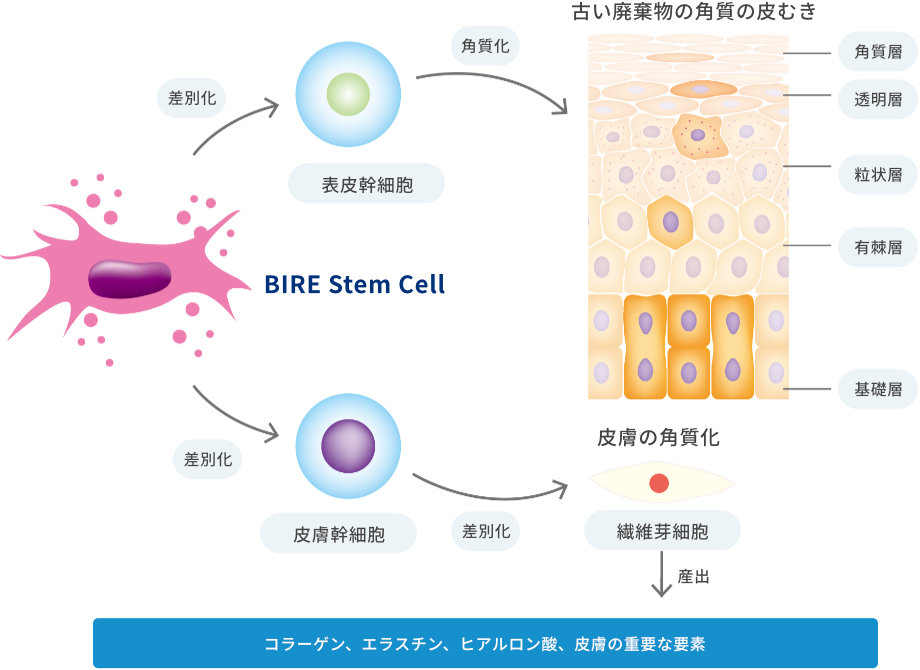 古い廃棄物の角質の皮むき
角質化
差別化
表皮幹細胞
角質層
透明層
粒状層
有棘層
基礎層
BIRE Stem Cell
差別化
皮膚幹細胞
差別化
皮膚の角質化
繊維芽細胞
産出
コラーゲン、エラスチン、ヒアルロン酸、皮膚の重要な要素